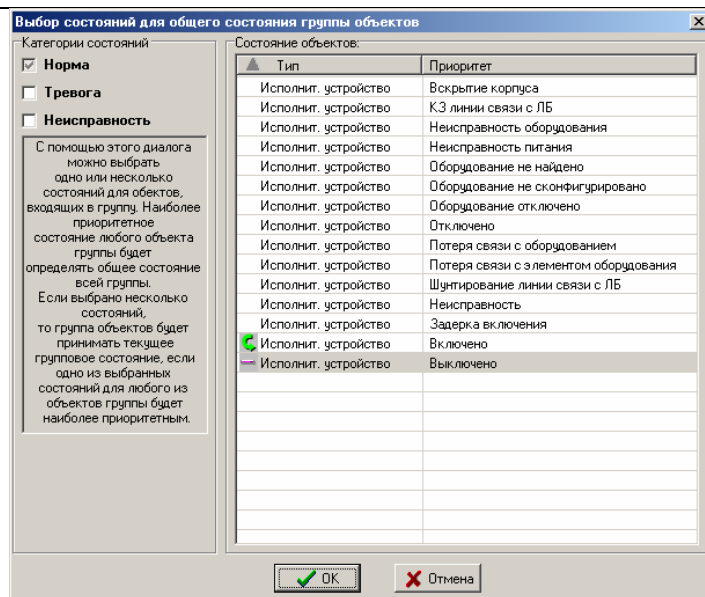 Выбор состояний для общего состояния группы объектов
Категории состояний
Норма
Тревога
Неисправность
С помощью этого диалога
можно выбрать
одно или несколько
состояний для обектов,
входящих в группу. Наиболее
приоритетное
состояние любого объекта
группы будет
определять общее состояние
всей группы.
Если выбрано несколько
состояний,
то группа объектов будет
принимать текущее
групповое состояние, если
одно из выбранных
состояний для любого из
объектов группы будет
наиболее приоритетным.
Состояние объектов:
Тип Приоритет
Исполнит. устройство Вскрытие корпуса
Исполнит. устройство КЗ линии связи с ЛБ
Исполнит. устройство Неисправность оборудования
Исполнит. устройство Неисправность питания
Исполнит. устройство Оборудование не найдено
Исполнит. устройство Оборудование не сконфигурировано
Исполнит. устройство Оборудование отключено
Исполнит. устройство Отключено
Исполнит. устройство Потеря связи с оборудованием
Исполнит. устройство Потеря связи с элементом оборудования
Исполнит. устройство Шунтирование линии связи с ЛБ
Исполнит. устройство Неисправность
Исполнит. устройство Задерка включения
Исполнит. устройство Включено
Исполнит. устройство Выключено
OK Отмена